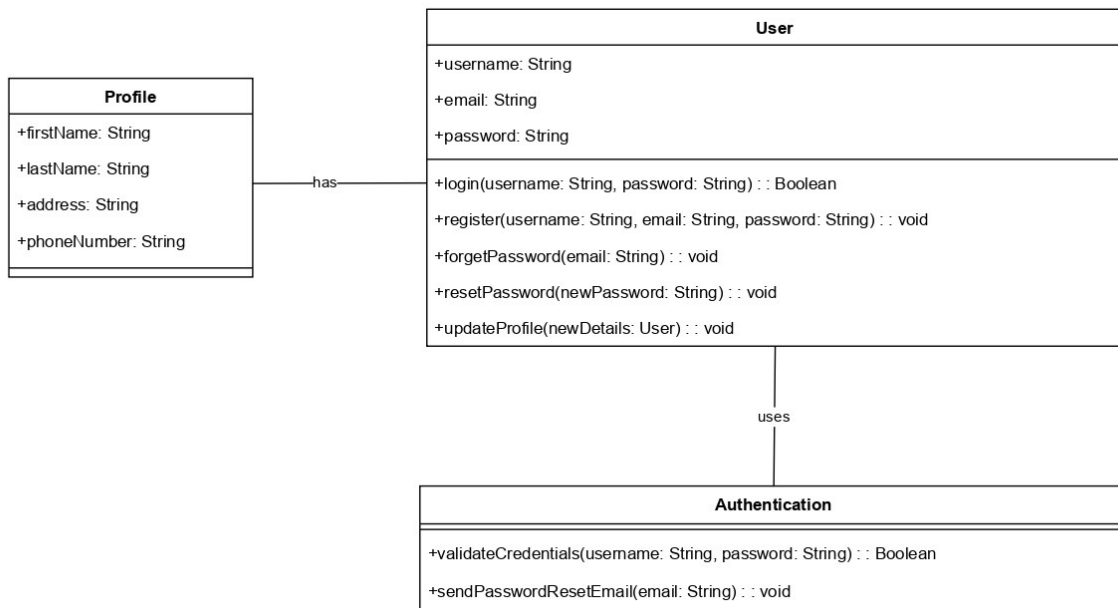 User
+username: String
+email: String
+password: String
+login(username: String, password: String) : : Boolean
+register(username: String, email: String, password: String) : : void
+forgetPassword(email: String) : : void
+resetPassword(newPassword: String) : : void
+updateProfile(newDetails: User) : : void
Profile
+firstName: String
+lastName: String
+address: String
+phoneNumber: String
has
uses
Authentication
+validateCredentials(username: String, password: String) : : Boolean
+sendPasswordResetEmail(email: String) : : void